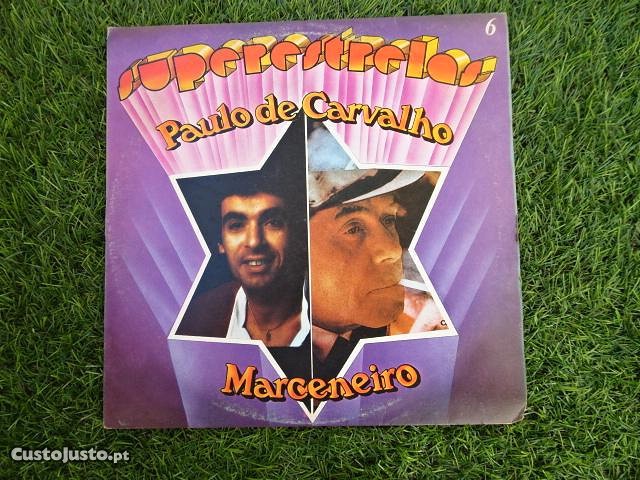 6
superestrelas
Paulo de Carvalho
Marceneiro
CustoJusto.pt